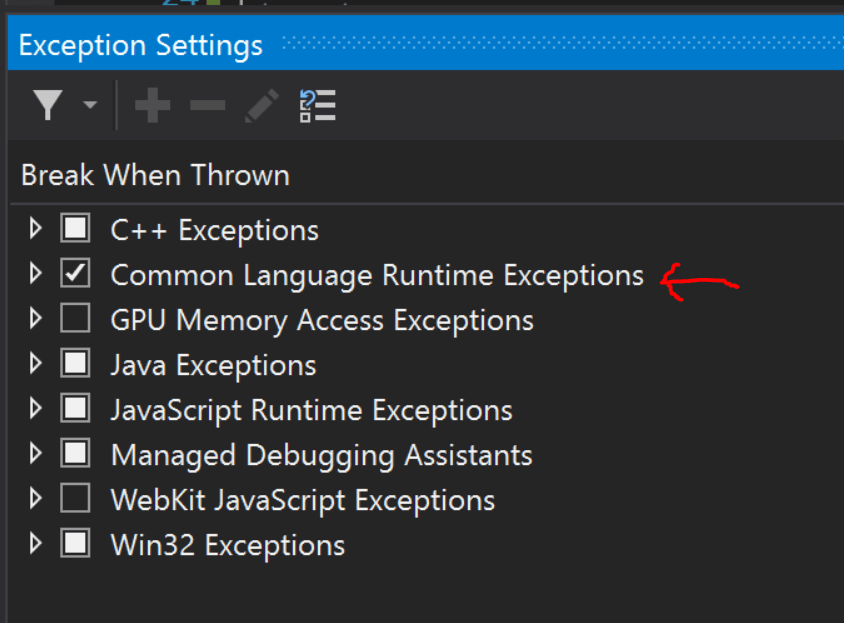 Exception Settings
Break When Thrown
C++ Exceptions
Common Language Runtime Exceptions
GPU Memory Access Exceptions
Java Exceptions
JavaScript Runtime Exceptions
Managed Debugging Assistants
WebKit JavaScript Exceptions
Win32 Exceptions